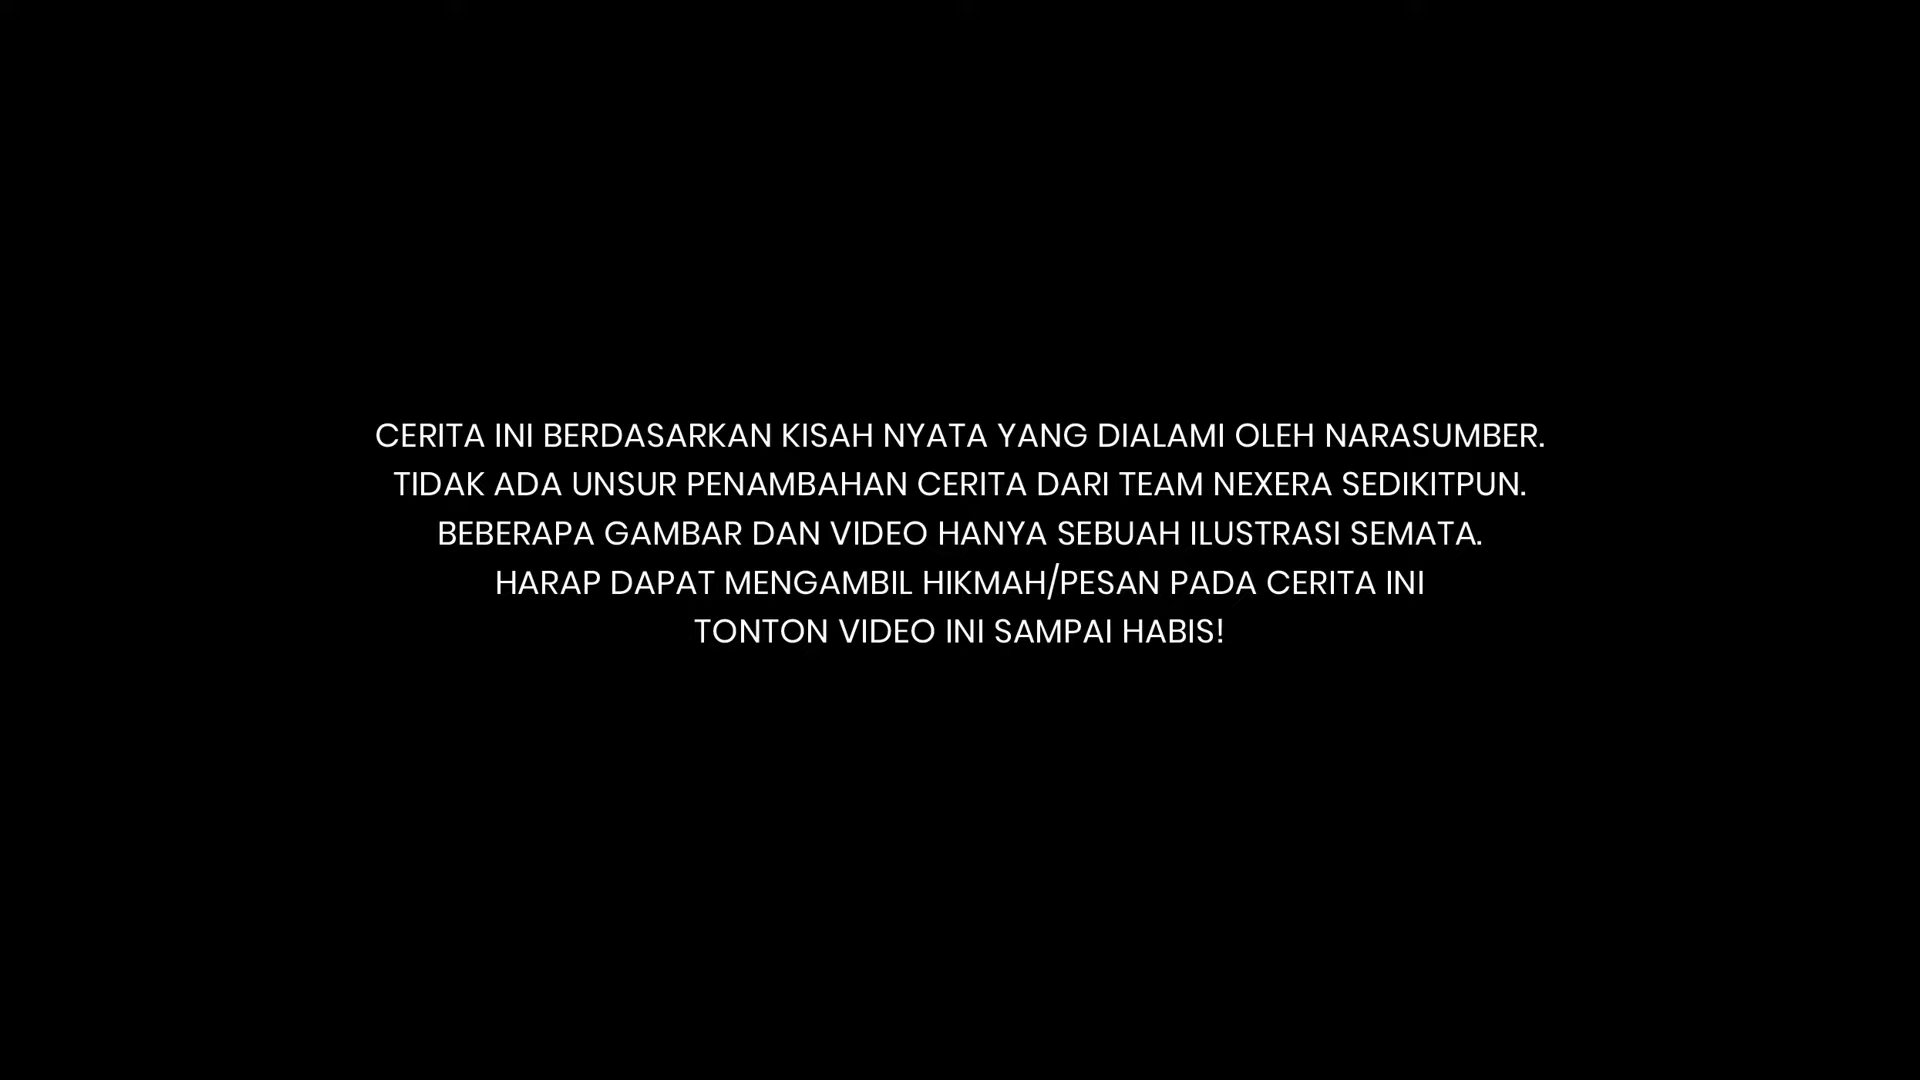 CERITA INI BERDASARKAN KISAH NYATA YANG DIALAMI OLEH NARASUMBER.
TIDAK ADA UNSUR PENAMBAHAN CERITA DARI TEAM NEXERA SEDIKITPUN.
BEBERAPA GAMBAR DAN VIDEO HANYA SEBUAH ILUSTRASI SEMATA.
HARAP DAPAT MENGAMBIL HIKMAH/PESAN PADA CERITA INI
TONTON VIDEO INI SAMPAI HABIS!